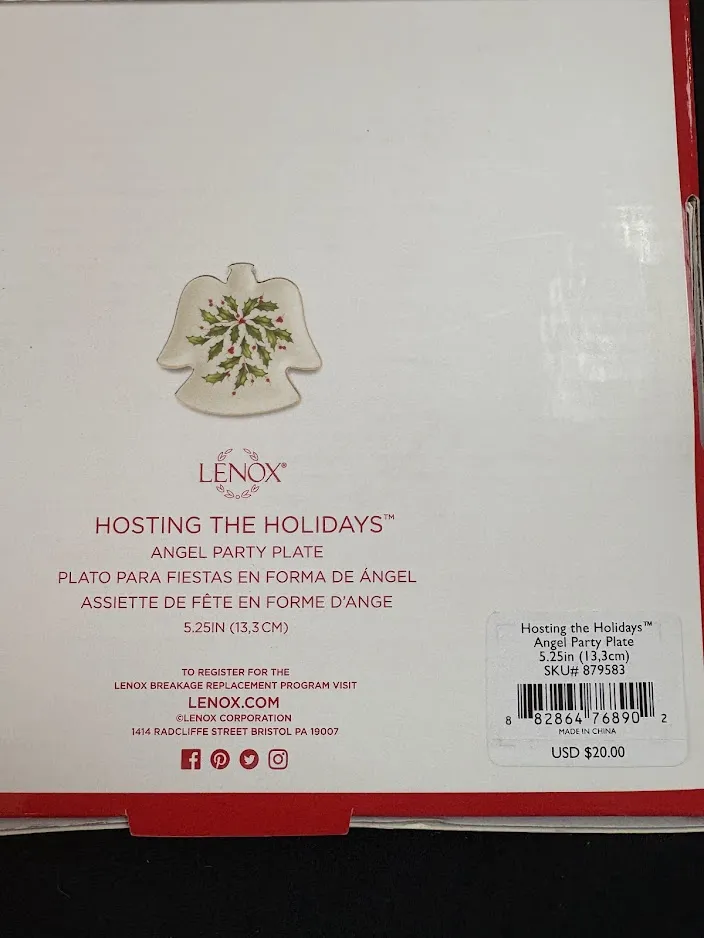 LENOX®
HOSTING THE HOLIDAYS™
ANGEL PARTY PLATE
PLATO PARA FIESTAS EN FORMA DE ÁNGEL
ASSIETTE DE FÊTE EN FORME D'ANGE
5.25IN (13,3CM)
TO REGISTER FOR THE
LENOX BREAKAGE REPLACEMENT PROGRAM VISIT
LENOX.COM
©LENOX CORPORATION
1414 RADCLIFFE STREET BRISTOL PA 19007
Hosting the Holidays™
Angel Party Plate
5.25in (13,3cm)
SKU# 879583
8 82864 76890 2
MADE IN CHINA
USD $20.00